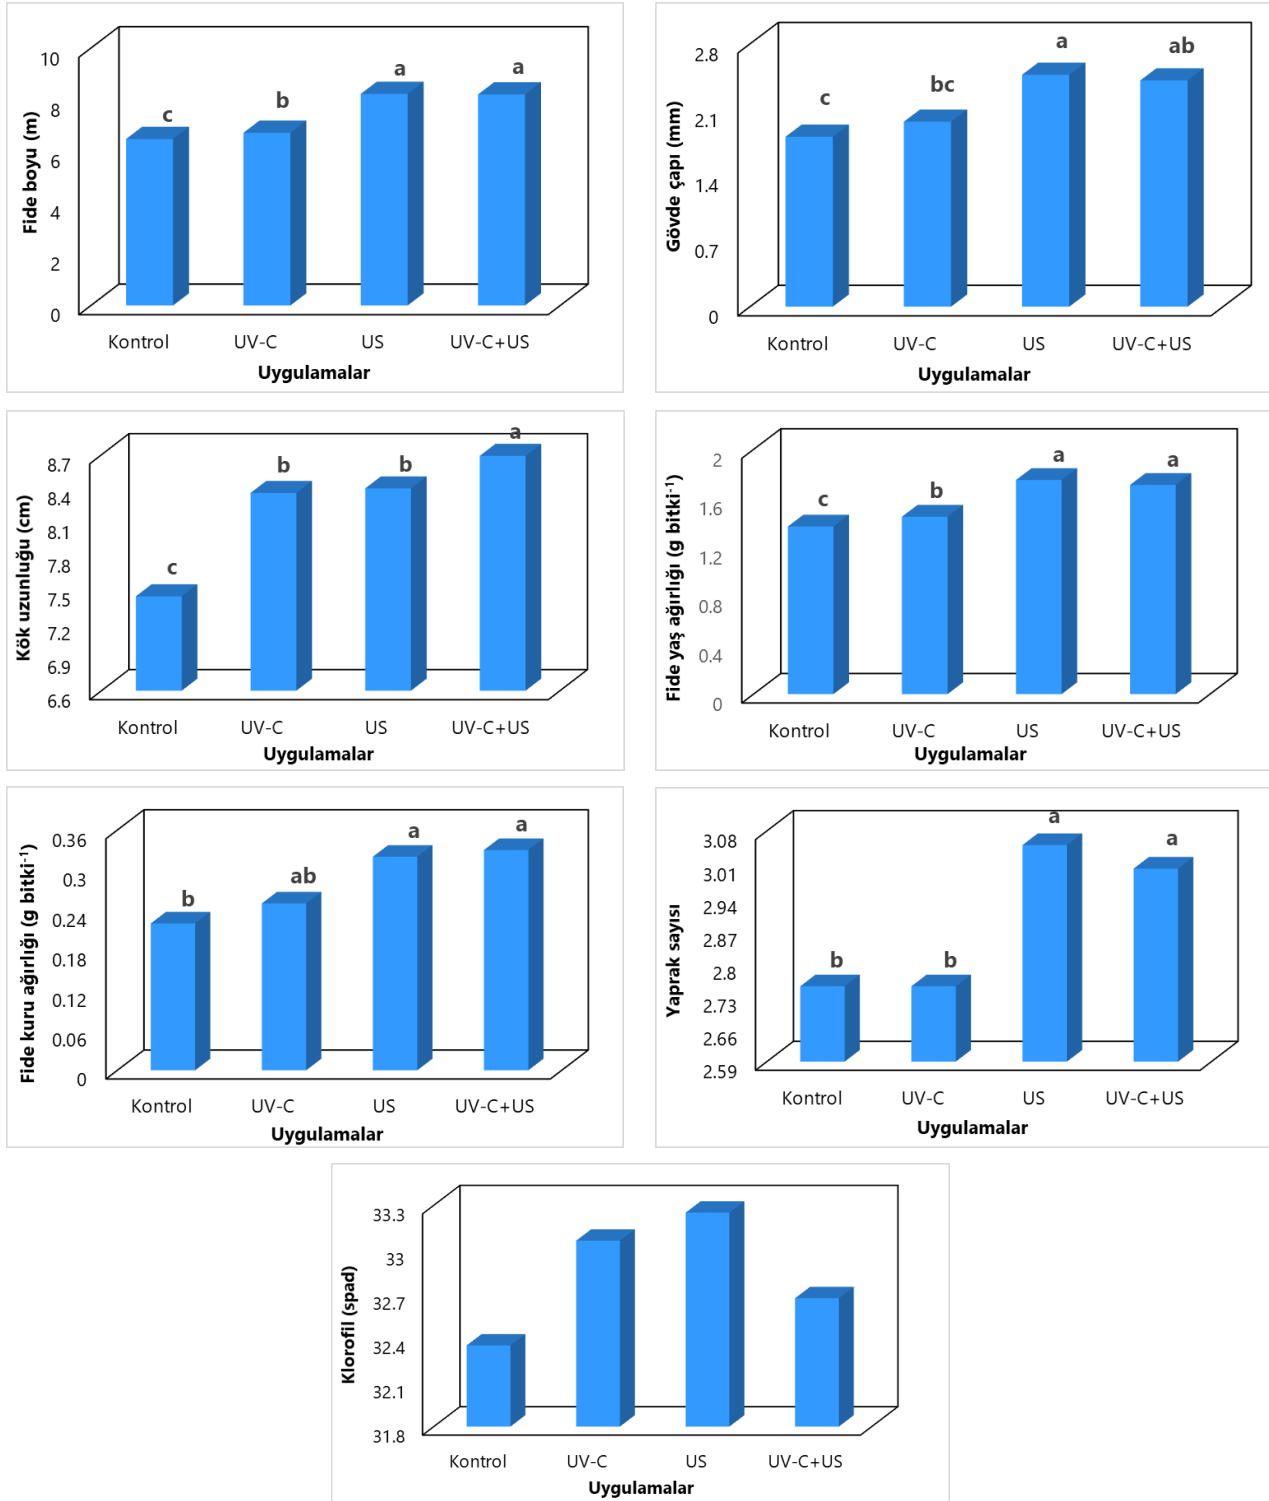 Fide boyu (m)
10
8
6
4
2
0
c
b
a
a
Kontrol UV-C US UV-C+US
Uygulamalar
Gövde çapı (mm)
2.8
2.1
1.4
0.7
0
c
bc
a
ab
Kontrol UV-C US UV-C+US
Uygulamalar
Kök uzunluğu (cm)
8.7
8.4
8.1
7.8
7.5
7.2
6.9
6.6
c
b
b
a
Kontrol UV-C US UV-C+US
Uygulamalar
Fide yaş ağırlığı (g bitki⁻¹)
2
1.6
1.2
0.8
0.4
0
c
b
a
a
Kontrol UV-C US UV-C+US
Uygulamalar
Fide kuru ağırlığı (g bitki⁻¹)
0.36
0.3
0.24
0.18
0.12
0.06
0
b
ab
a
a
Kontrol UV-C US UV-C+US
Uygulamalar
Yaprak sayısı
3.08
3.01
2.94
2.87
2.8
2.73
2.66
2.59
b
b
a
a
Kontrol UV-C US UV-C+US
Uygulamalar
Klorofil (spad)
33.3
33
32.7
32.4
32.1
31.8
Kontrol UV-C US UV-C+US
Uygulamalar